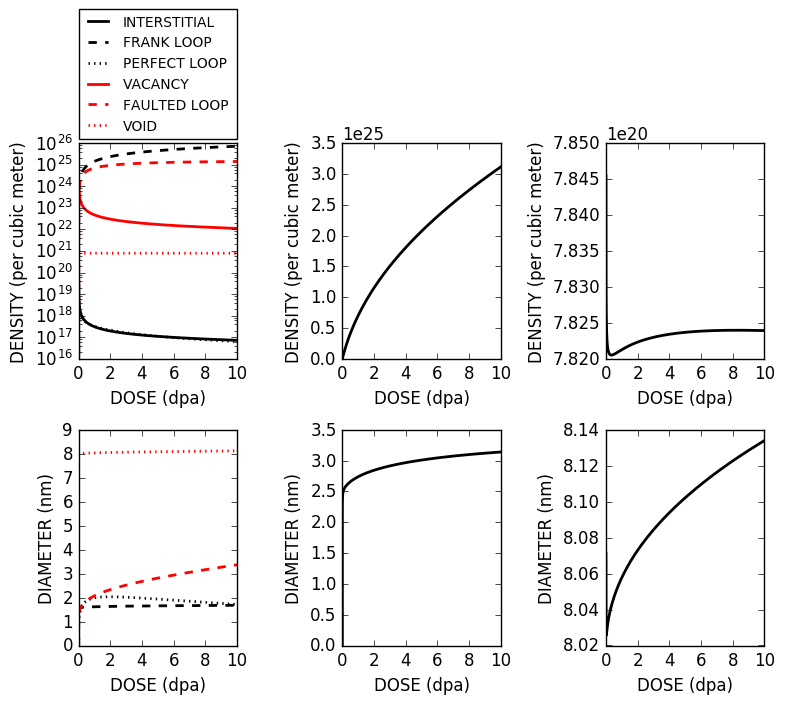 INTERSTITIAL
FRANK LOOP
PERFECT LOOP
VACANCY
FAULTED LOOP
VOID
DENSITY (per cubic meter)
10^26
10^25
10^24
10^23
10^22
10^21
10^20
10^19
10^18
10^17
10^16
0 2 4 6 8 10
DOSE (dpa)
1e25
DENSITY (per cubic meter)
3.5
3.0
2.5
2.0
1.5
1.0
0.5
0.0
0 2 4 6 8 10
DOSE (dpa)
1e20
DENSITY (per cubic meter)
7.850
7.845
7.840
7.835
7.830
7.825
7.820
0 2 4 6 8 10
DOSE (dpa)
DIAMETER (nm)
9
8
7
6
5
4
3
2
1
0
0 2 4 6 8 10
DOSE (dpa)
DIAMETER (nm)
3.5
3.0
2.5
2.0
1.5
1.0
0.5
0.0
0 2 4 6 8 10
DOSE (dpa)
DIAMETER (nm)
8.14
8.12
8.10
8.08
8.06
8.04
8.02
0 2 4 6 8 10
DOSE (dpa)